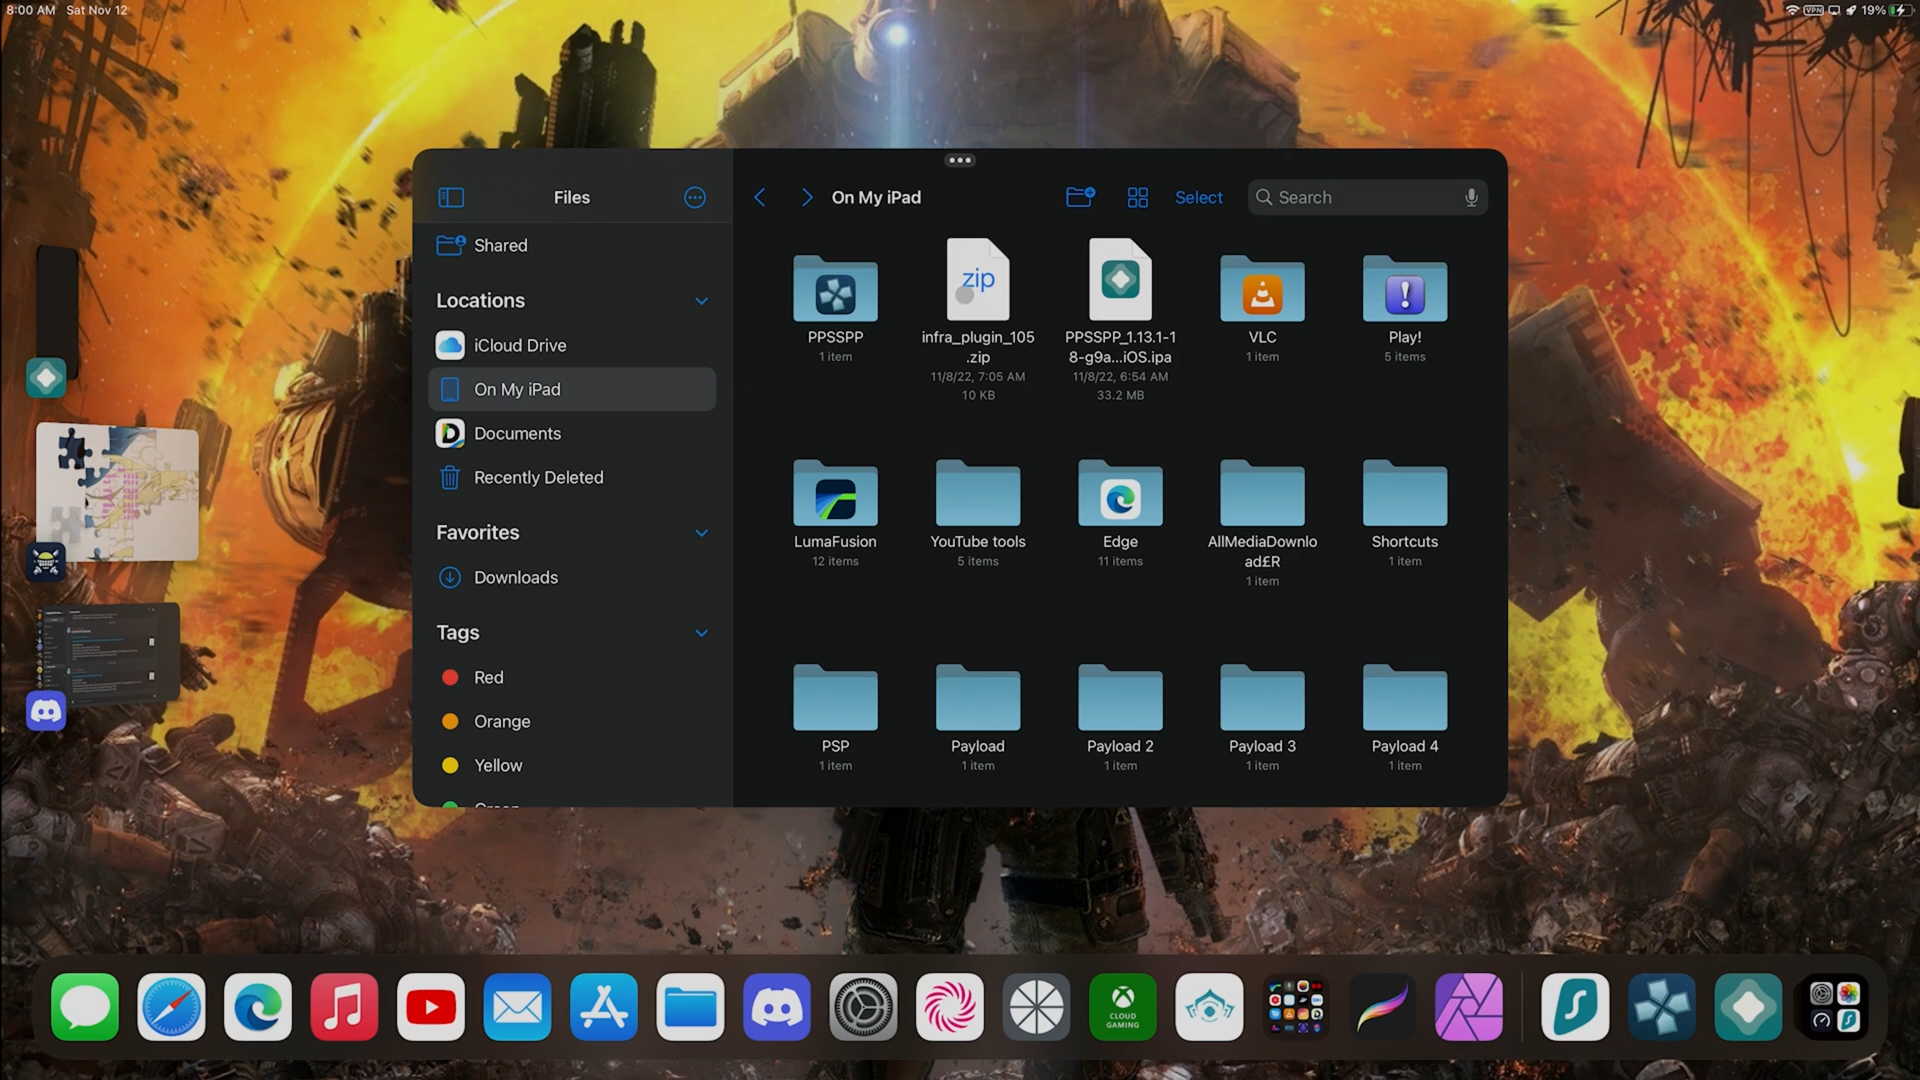 8:00 AM Sat Nov 12
VPN 19%
Files
On My iPad
Select
Search
Shared
Locations
iCloud Drive
On My iPad
Documents
Recently Deleted
Favorites
Downloads
Tags
Red
Orange
Yellow
Green
PPSSPP
1 item
zip
infra_plugin_105
.zip
11/8/22, 7:05 AM
10 KB
PPSSPP_1.13.1-1
8-g9a...iOS.ipa
11/8/22, 6:54 AM
33.2 MB
VLC
1 item
Play!
5 items
LumaFusion
12 items
YouTube tools
5 items
Edge
11 items
AllMediaDownlo
ad£R
1 item
Shortcuts
1 item
PSP
1 item
Payload
1 item
Payload 2
1 item
Payload 3
1 item
Payload 4
1 item
CLOUD
GAMING